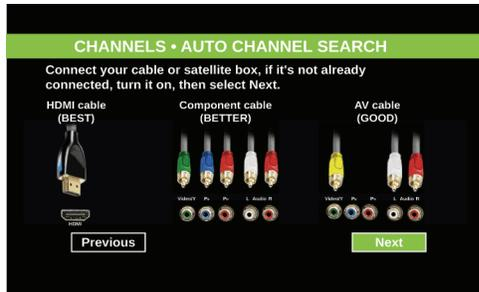 CHANNELS • AUTO CHANNEL SEARCH
Connect your cable or satellite box, if it's not already
connected, turn it on, then select Next.
HDMI cable
(BEST)
Component cable
(BETTER)
AV cable
(GOOD)
Video/Y PB PR L Audio R
Video/Y PB PR L Audio R
HDMI
Previous
Next